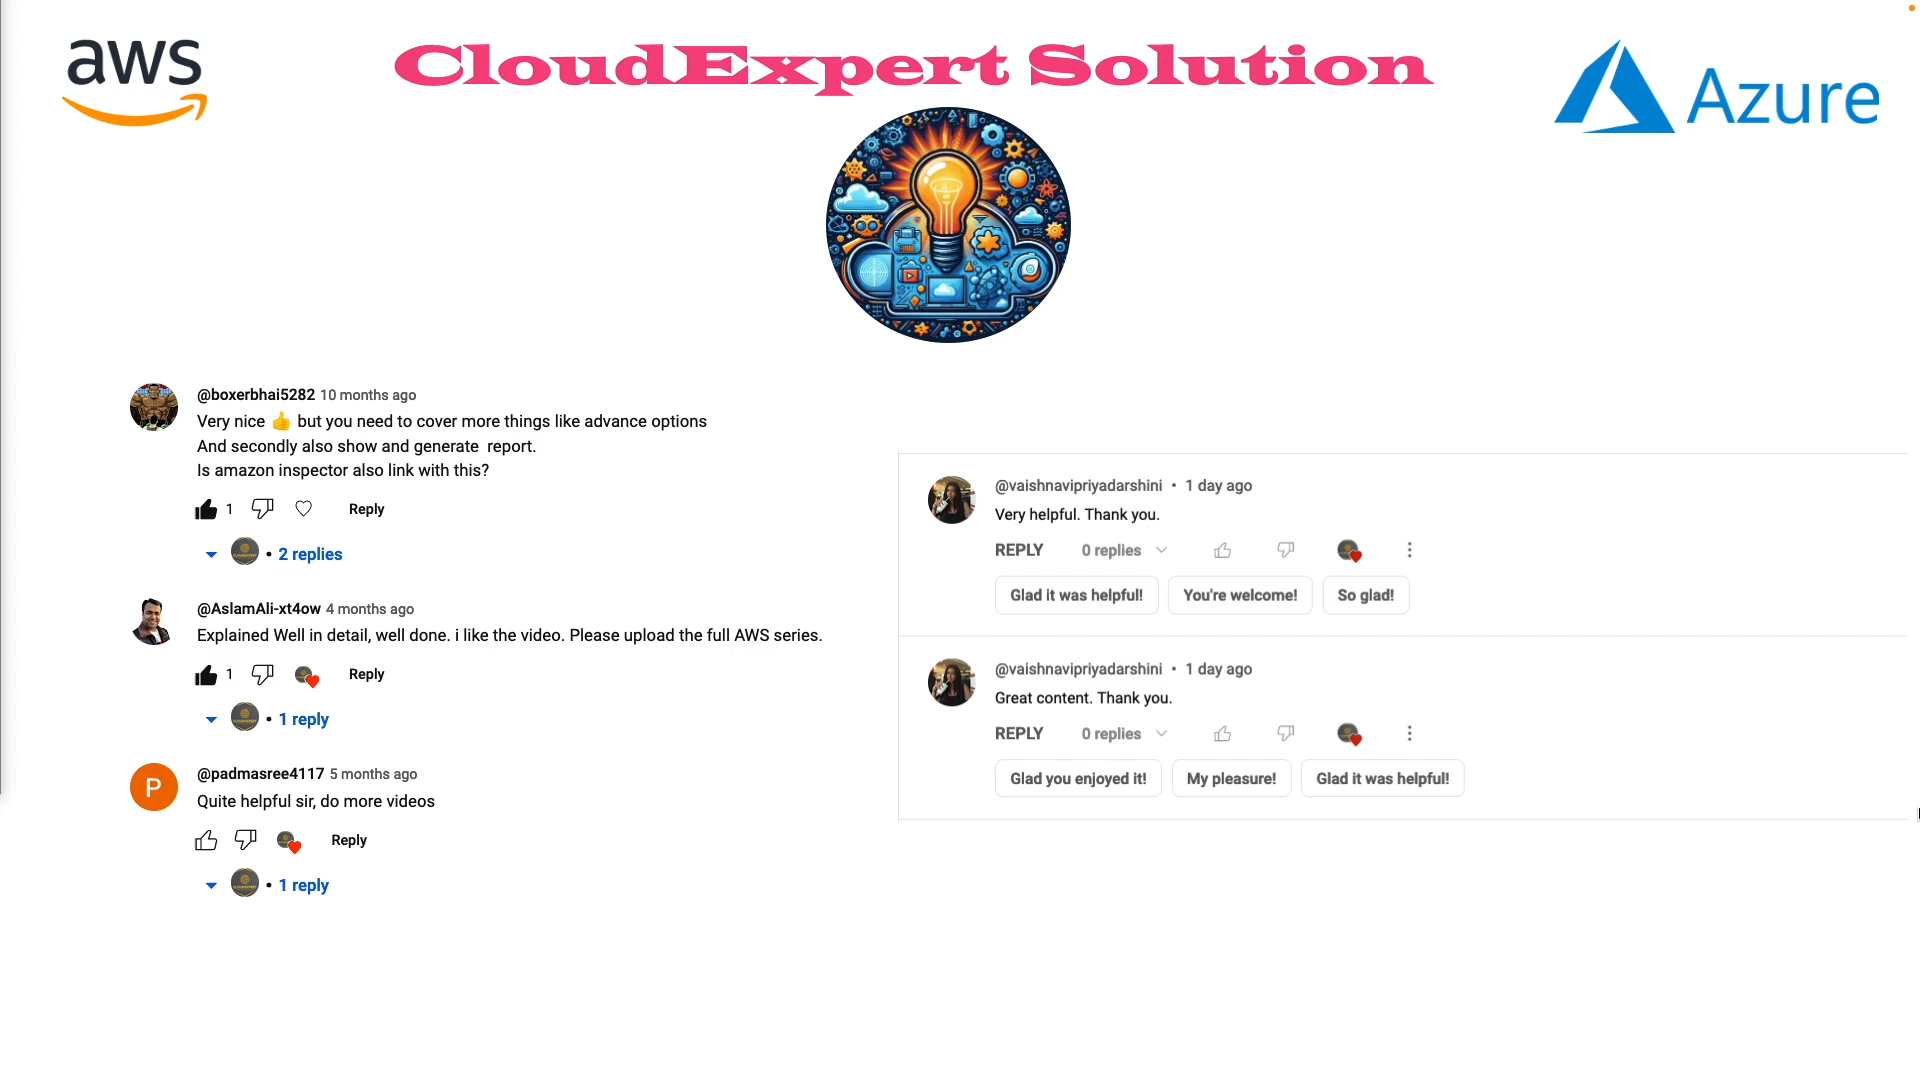 aws
CloudExpert Solution
Azure
@boxerbhai5282 10 months ago
Very nice 👍 but you need to cover more things like advance options
And secondly also show and generate  report.
Is amazon inspector also link with this?
1 Reply
• 2 replies
@AslamAli-xt4ow 4 months ago
Explained Well in detail, well done. i like the video. Please upload the full AWS series.
1 Reply
• 1 reply
P
@padmasree4117 5 months ago
Quite helpful sir, do more videos
Reply
• 1 reply
@vaishnavipriyadarshini • 1 day ago
Very helpful. Thank you.
REPLY 0 replies
Glad it was helpful! You're welcome! So glad!
@vaishnavipriyadarshini • 1 day ago
Great content. Thank you.
REPLY 0 replies
Glad you enjoyed it! My pleasure! Glad it was helpful!